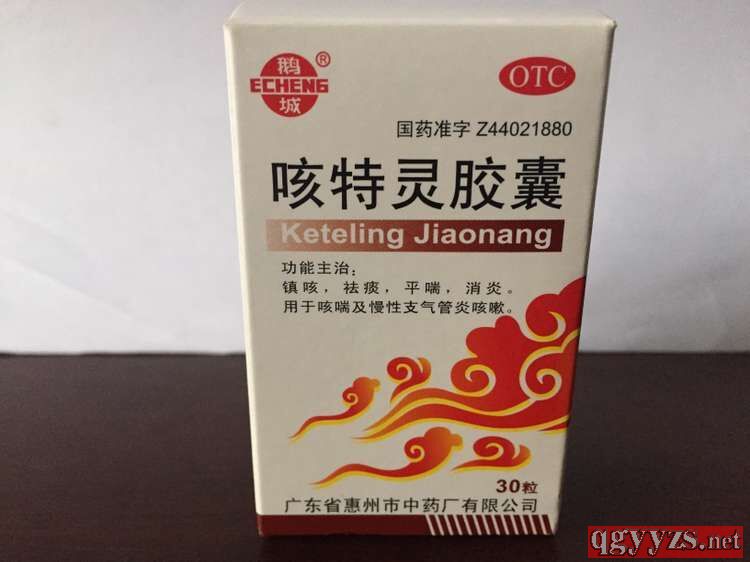 鹅
ECHENG
城
®
OTC
国药准字 Z44021880
咳特灵胶囊
Keteling Jiaonang
功能主治：
镇咳，祛痰，平喘，消炎。
用于咳喘及慢性支气管炎咳嗽。
30粒
广东省惠州市中药厂有限公司
qgyyzs.net